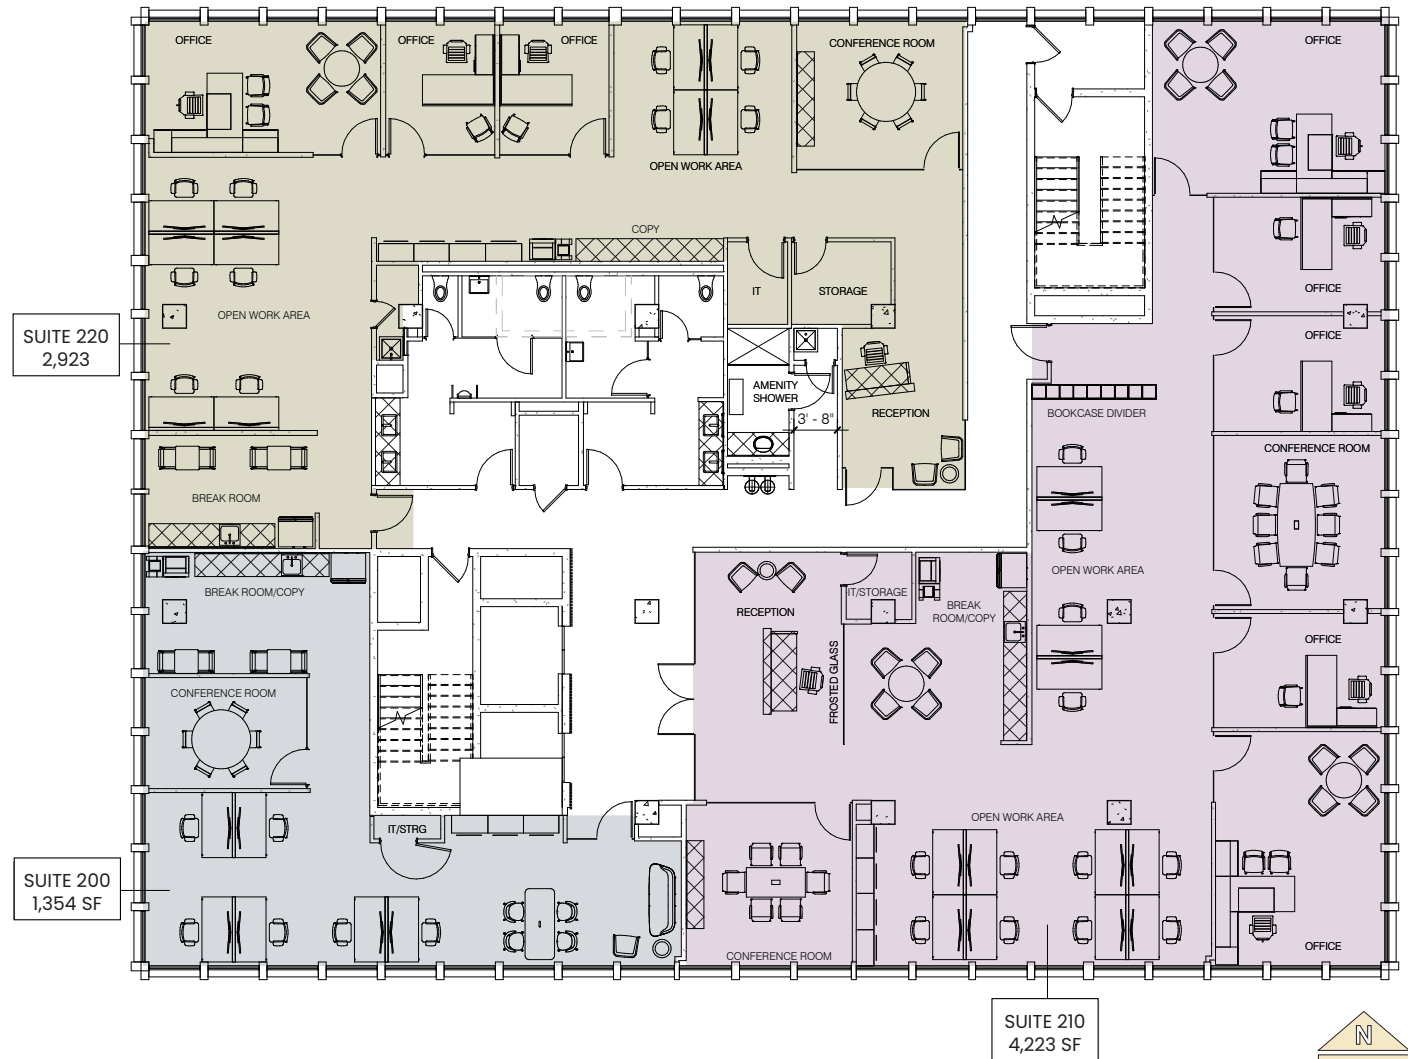 OFFICE
OFFICE
OFFICE
CONFERENCE ROOM
OFFICE
OPEN WORK AREA
COPY
IT
STORAGE
OFFICE
OPEN WORK AREA
SUITE 220
2,923
OFFICE
AMENITY
SHOWER
3' - 8"
RECEPTION
BOOKCASE DIVIDER
CONFERENCE ROOM
BREAK ROOM
OPEN WORK AREA
BREAK ROOM/COPY
IT/STORAGE
RECEPTION
BREAK
ROOM/COPY
OFFICE
FROSTED GLASS
CONFERENCE ROOM
OPEN WORK AREA
IT/STRG
SUITE 200
1,354 SF
CONFERENCE ROOM
OFFICE
SUITE 210
4,223 SF
N